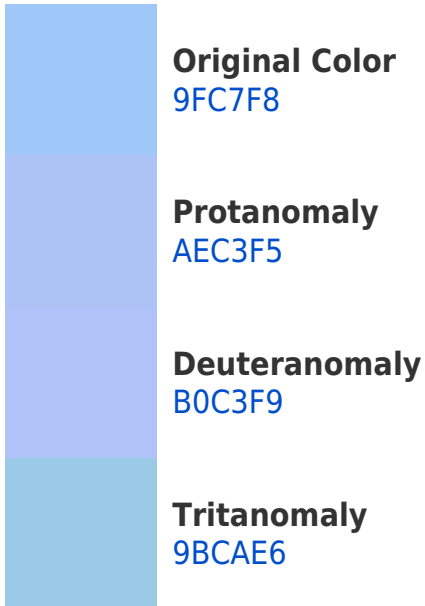 Original Color
9FC7F8
Protanomaly
AEC3F5
Deuteranomaly
B0C3F9
Tritanomaly
9BCAE6